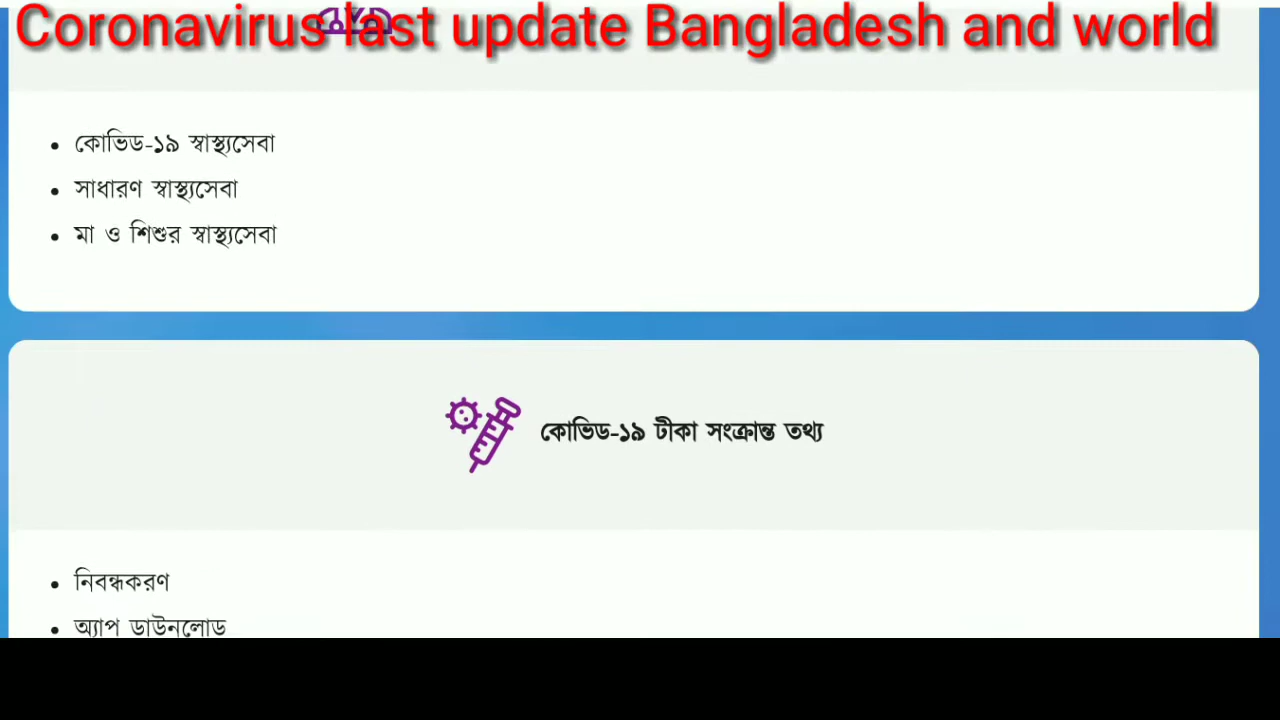 Coronavirus last update Bangladesh and world
কোভিড-১৯ স্বাস্থ্যসেবা
সাধারণ স্বাস্থ্যসেবা
মা ও শিশুর স্বাস্থ্যসেবা
কোভিড-১৯ টীকা সংক্রান্ত তথ্য
নিবন্ধকরণ
অ্যাপ ডাউনলোড